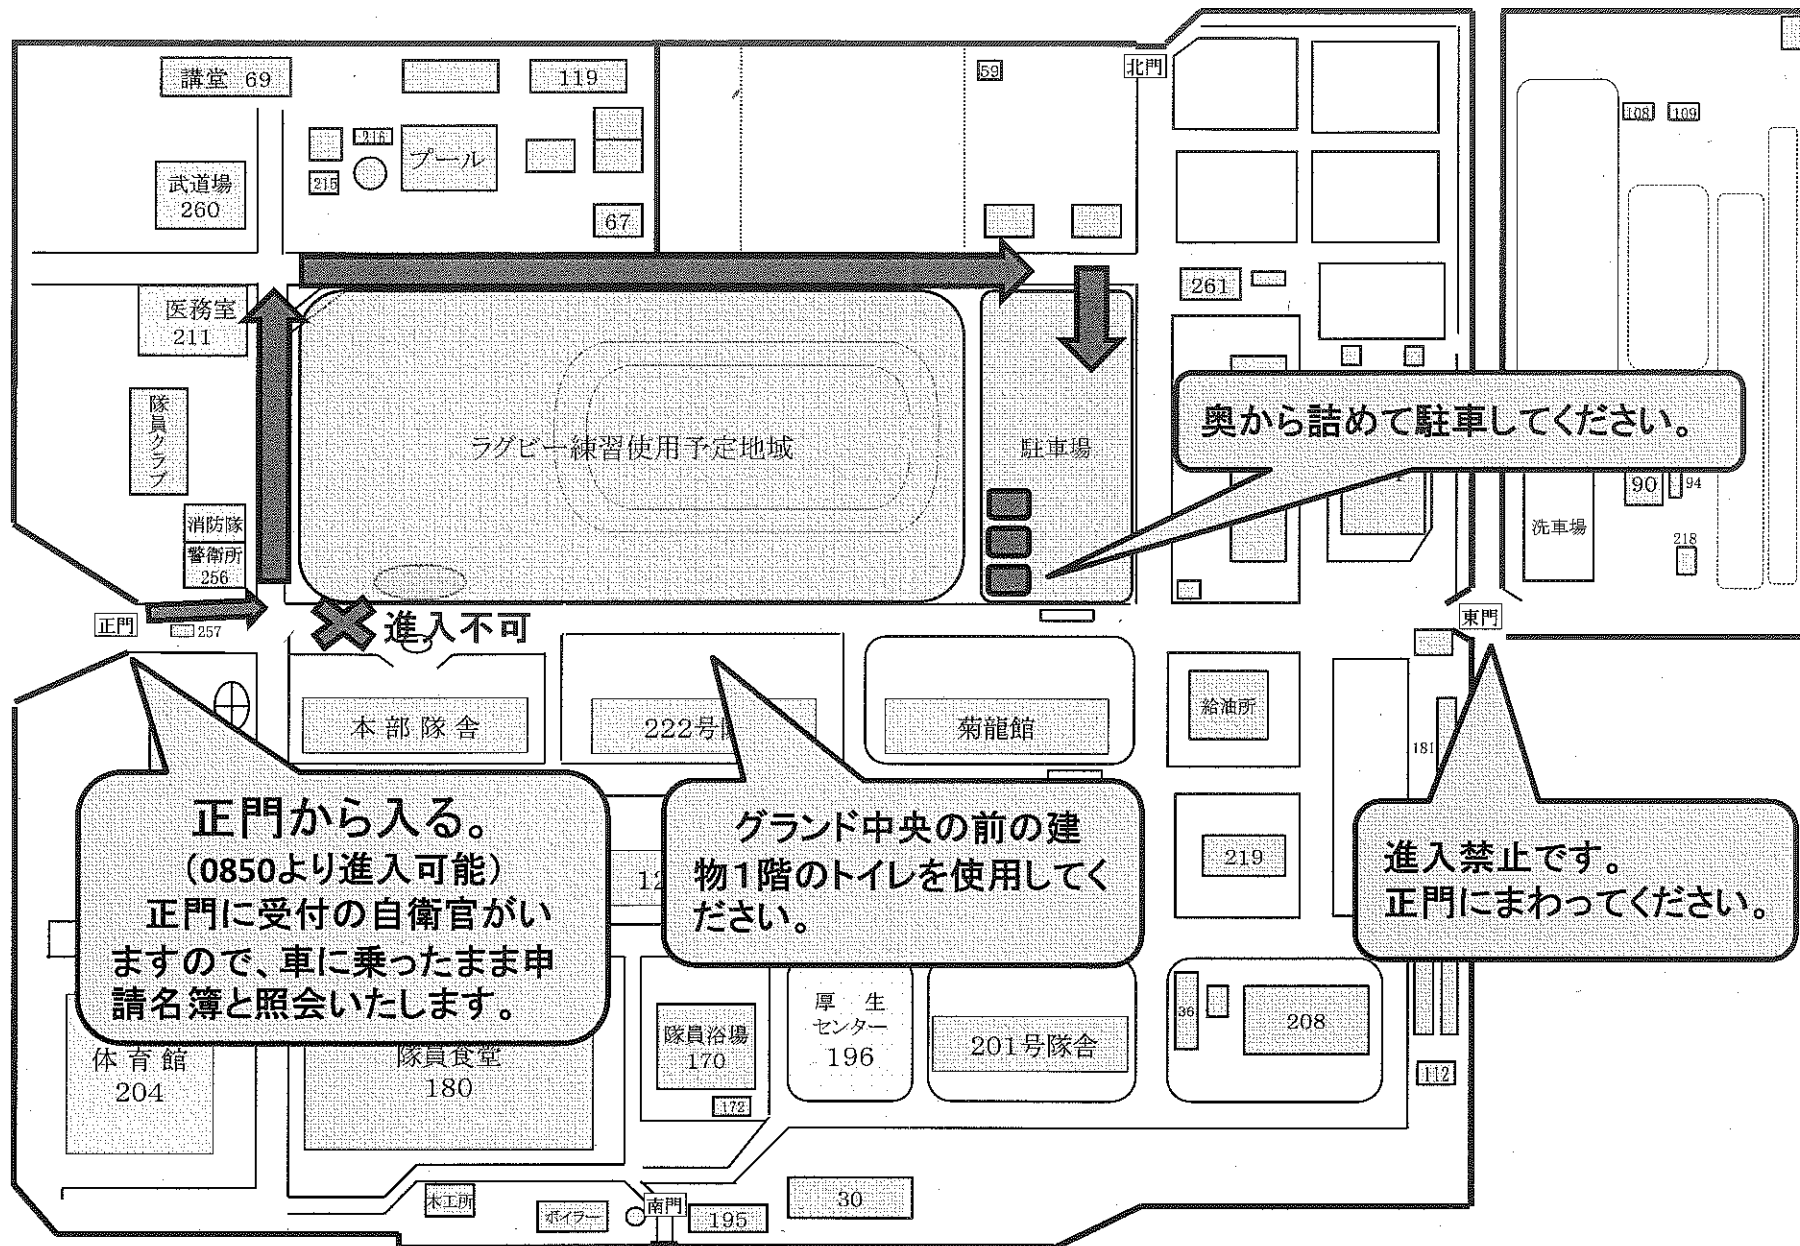 講堂 69
119
59
北門
108
109
216
プール
武道場
260
215
67
医務室
211
261
隊員クラブ
ラグビー練習使用予定地域
駐車場
奥から詰めて駐車してください。
90
94
消防隊
警衛所
256
洗車場
218
正門
257
進入不可
東門
本部隊舎
222号
菊龍館
給油所
181
正門から入る。
(0850より進入可能)
正門に受付の自衛官がい
ますので、車に乗ったまま申
請名簿と照会いたします。
グランド中央の前の建
物1階のトイレを使用してく
ださい。
219
進入禁止です。
正門にまわってください。
12
体育館
204
隊員食堂
180
隊員浴場
170
172
厚生
センター
196
201号隊舎
36
208
112
木工所
ボイラー
南門
195
30